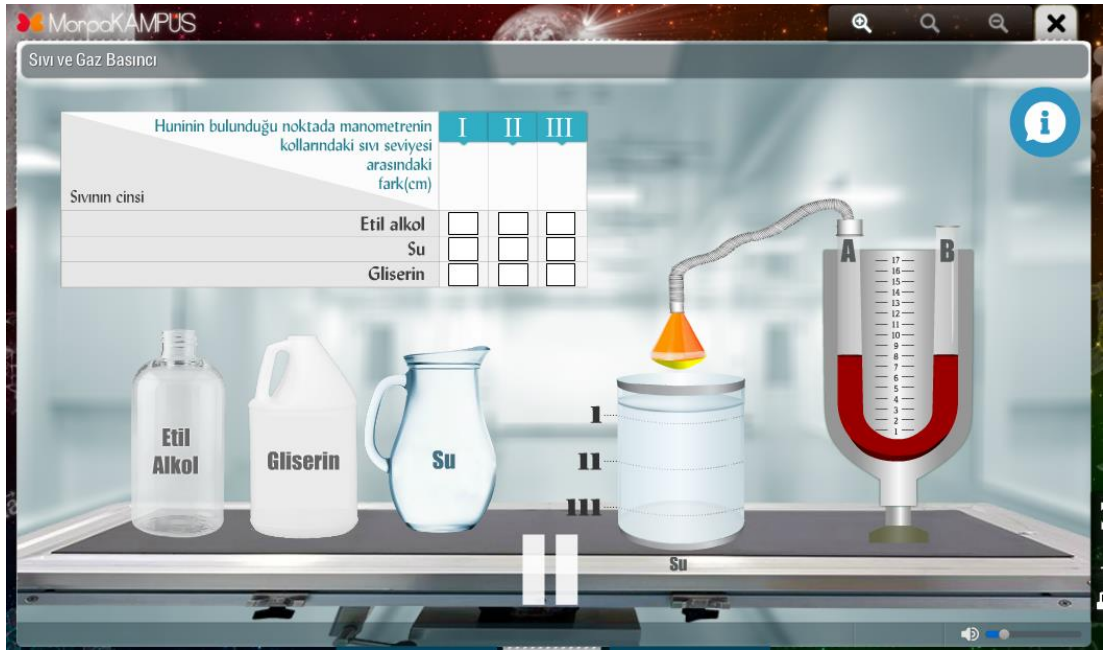 MorpaKAMPÜS
Sıvı ve Gaz Basıncı
Huninin bulunduğu noktada manometrenin
kollarındaki sıvı seviyesi
arasındaki
fark(cm)
I II III
Sıvının cinsi
Etil alkol
Su
Gliserin
A
B
17
16
15
14
13
12
11
10
9
8
7
6
5
4
3
2
1
I
II
III
Etil
Alkol
Gliserin
Su
Su
i